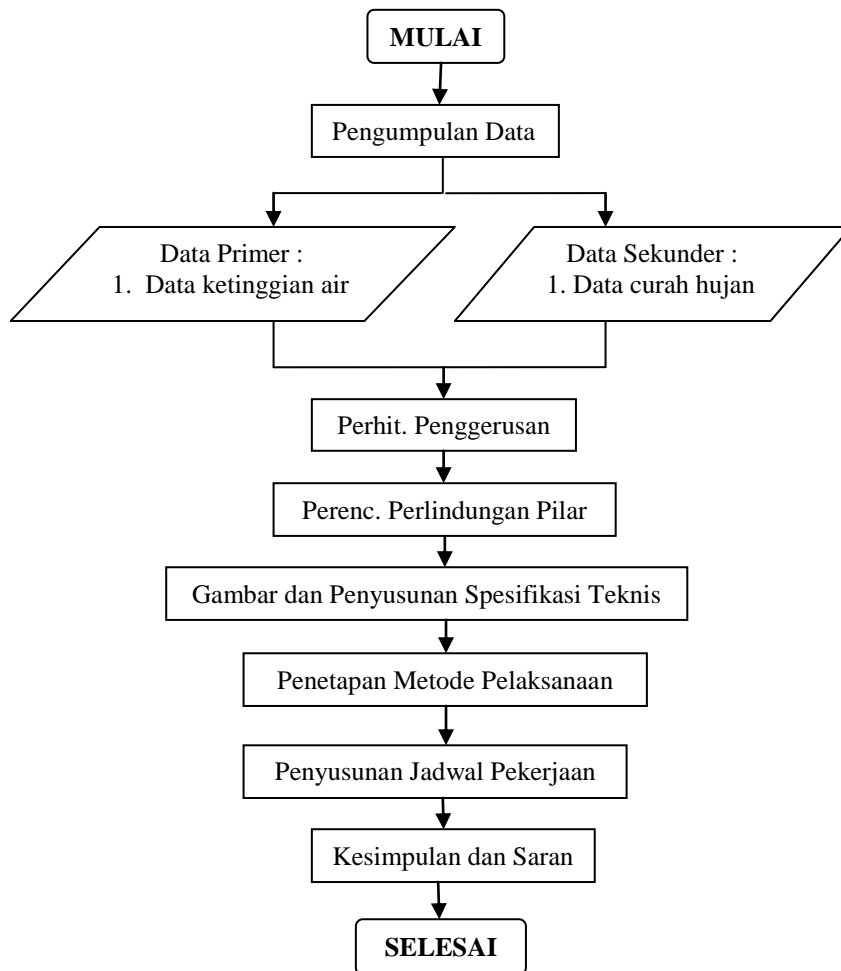 MULAI
Pengumpulan Data
Data Primer :
1. Data ketinggian air
Data Sekunder :
1. Data curah hujan
Perhit. Penggerusan
Perenc. Perlindungan Pilar
Gambar dan Penyusunan Spesifikasi Teknis
Penetapan Metode Pelaksanaan
Penyusunan Jadwal Pekerjaan
Kesimpulan dan Saran
SELESAI